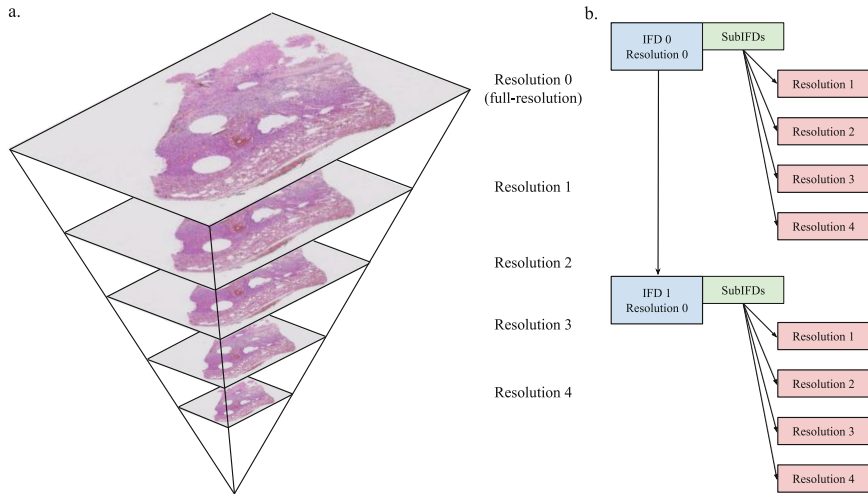 a.
Resolution 0
(full-resolution)
Resolution 1
Resolution 2
Resolution 3
Resolution 4
b.
IFD 0
Resolution 0
SubIFDs
Resolution 1
Resolution 2
Resolution 3
Resolution 4
IFD 1
Resolution 0
SubIFDs
Resolution 1
Resolution 2
Resolution 3
Resolution 4